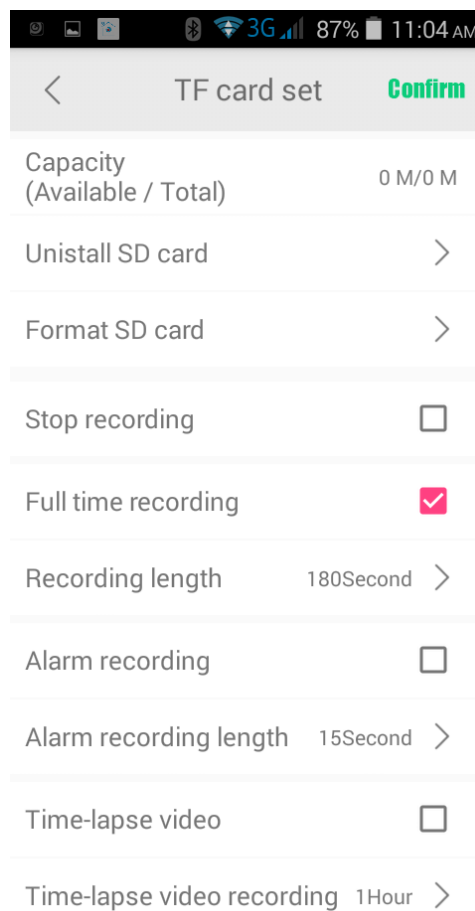 3G 87% 11:04 AM
TF card set Confirm
Capacity
(Available / Total) 0 M/0 M
Unistall SD card
Format SD card
Stop recording
Full time recording
Recording length 180Second
Alarm recording
Alarm recording length 15Second
Time-lapse video
Time-lapse video recording 1Hour